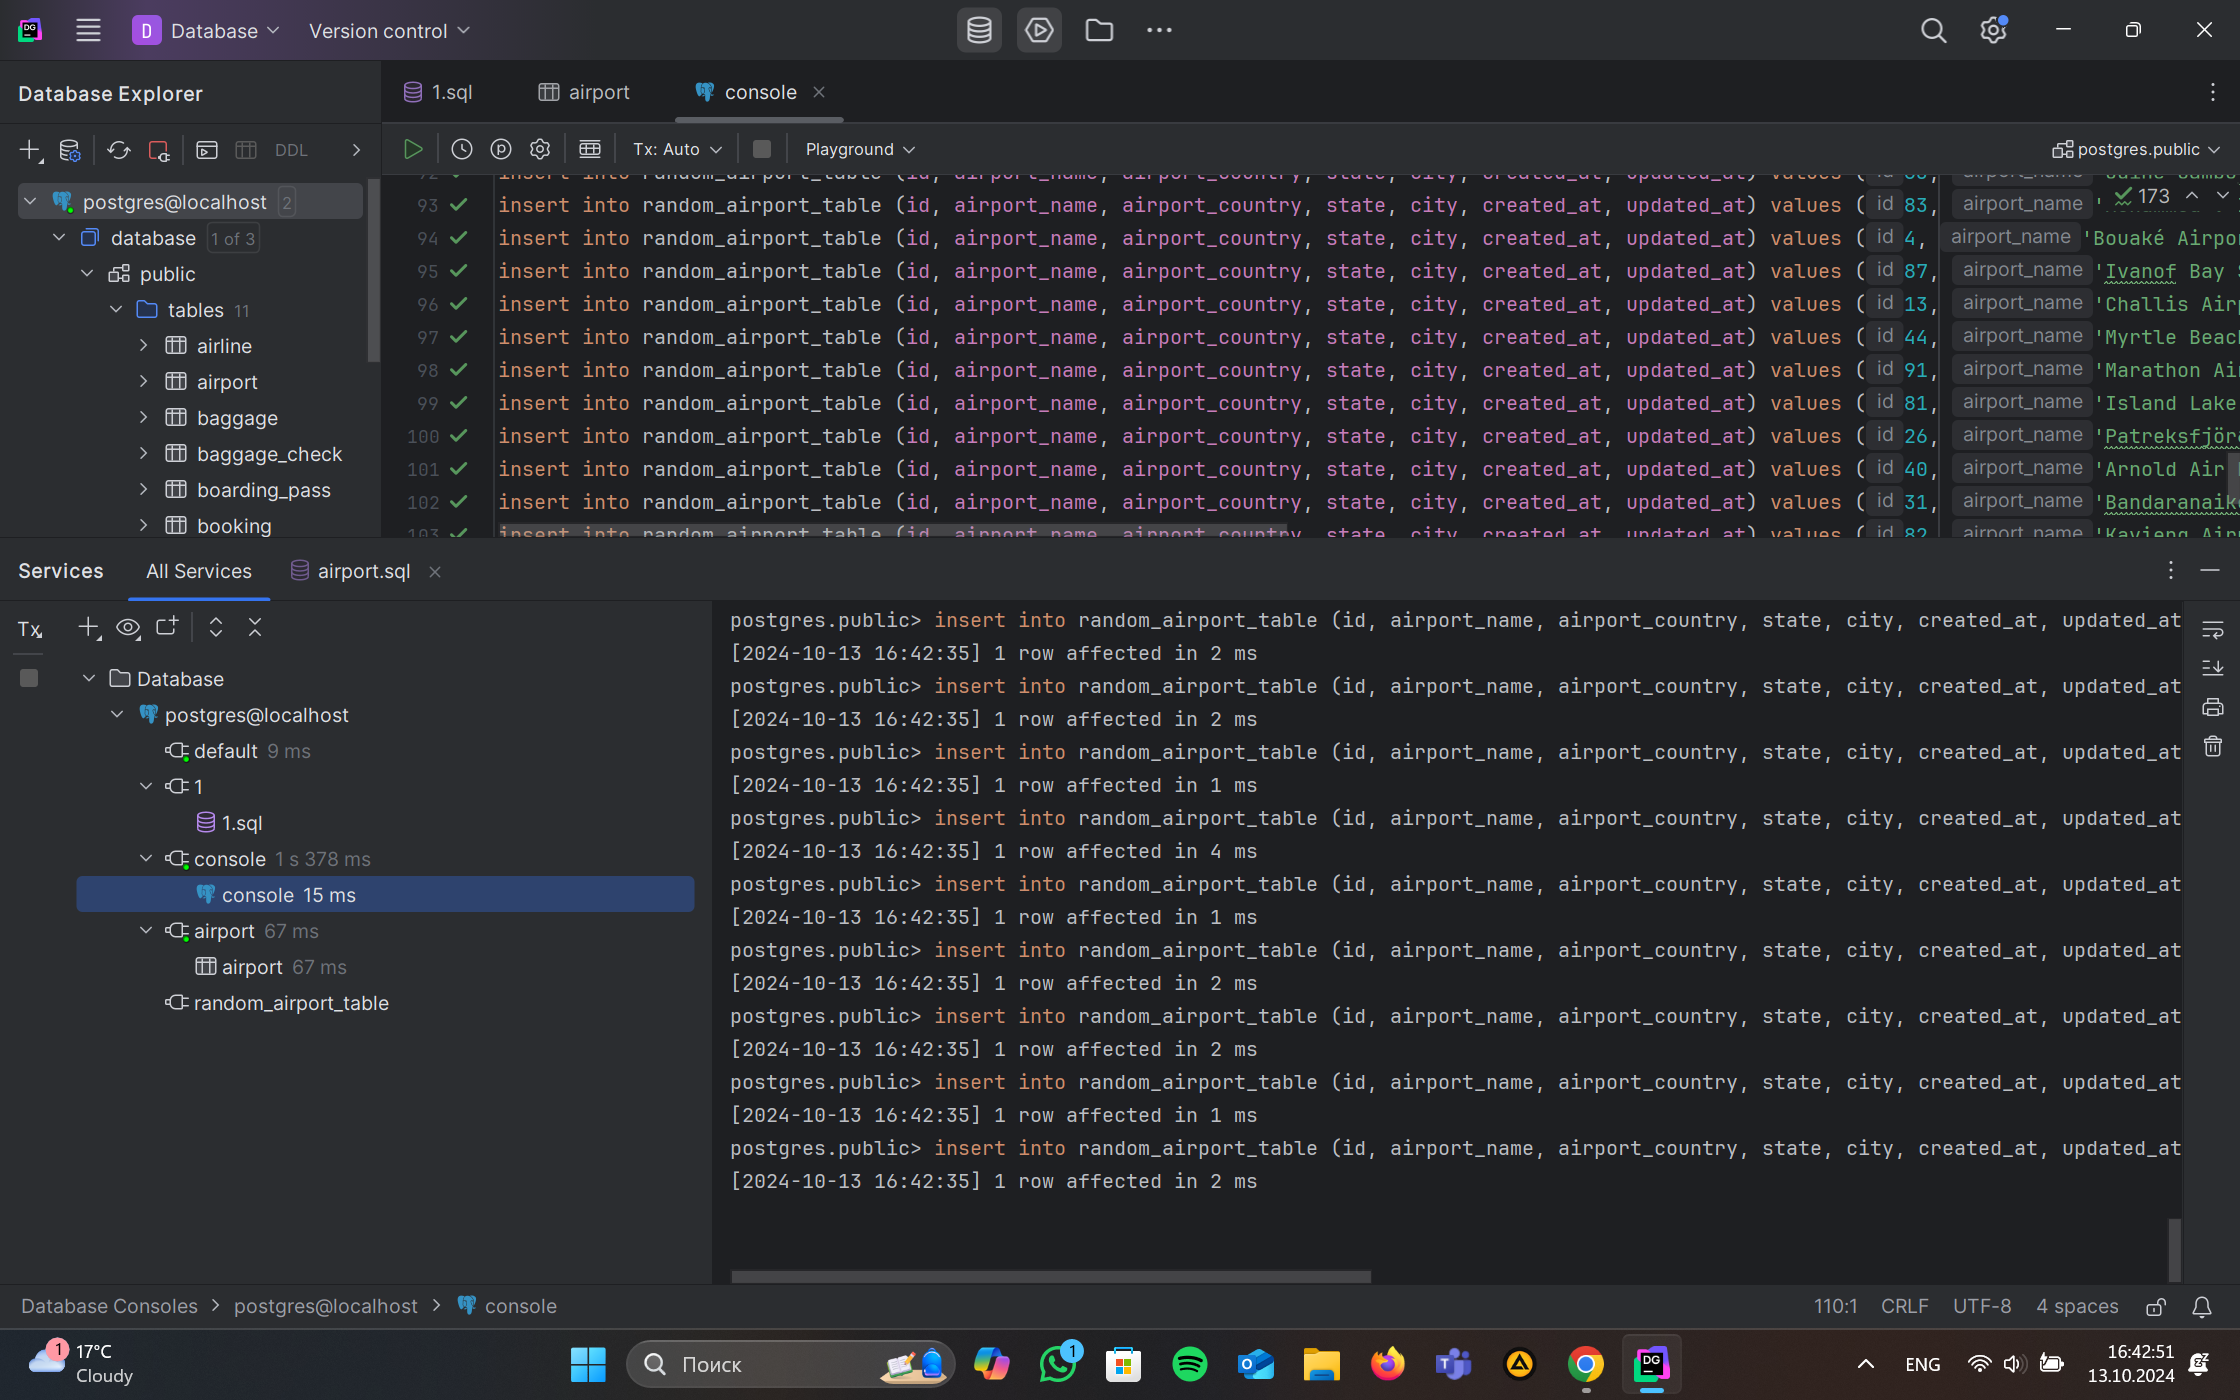 DG
D Database
Version control
Database Explorer
1.sql
airport
console
DDL
Tx: Auto
Playground
postgres.public
postgres@localhost 2
database 1 of 3
public
tables 11
airline
airport
baggage
baggage_check
boarding_pass
booking
173
93 insert into random_airport_table (id, airport_name, airport_country, state, city, created_at, updated_at) values ( id 83, airport_name
94 insert into random_airport_table (id, airport_name, airport_country, state, city, created_at, updated_at) values ( id 4, airport_name 'Bouaké Airpor
95 insert into random_airport_table (id, airport_name, airport_country, state, city, created_at, updated_at) values ( id 87, airport_name 'Ivanof Bay
96 insert into random_airport_table (id, airport_name, airport_country, state, city, created_at, updated_at) values ( id 13, airport_name 'Challis Airp
97 insert into random_airport_table (id, airport_name, airport_country, state, city, created_at, updated_at) values ( id 44, airport_name 'Myrtle Beach
98 insert into random_airport_table (id, airport_name, airport_country, state, city, created_at, updated_at) values ( id 91, airport_name 'Marathon Air
99 insert into random_airport_table (id, airport_name, airport_country, state, city, created_at, updated_at) values ( id 81, airport_name 'Island Lake
100 insert into random_airport_table (id, airport_name, airport_country, state, city, created_at, updated_at) values ( id 26, airport_name 'Patreksfjör
101 insert into random_airport_table (id, airport_name, airport_country, state, city, created_at, updated_at) values ( id 40, airport_name 'Arnold Air
102 insert into random_airport_table (id, airport_name, airport_country, state, city, created_at, updated_at) values ( id 31, airport_name 'Bandaranaik
103 insert into random_airport_table (id, airport_name, airport_country, state, city, created_at, updated_at) values ( id 82, airport_name 'Kavieng Air
Services
All Services
airport.sql
Tx
Database
postgres@localhost
default 9 ms
1
1.sql
console 1 s 378 ms
console 15 ms
airport 67 ms
airport 67 ms
random_airport_table
postgres.public> insert into random_airport_table (id, airport_name, airport_country, state, city, created_at, updated_at
[2024-10-13 16:42:35] 1 row affected in 2 ms
postgres.public> insert into random_airport_table (id, airport_name, airport_country, state, city, created_at, updated_at
[2024-10-13 16:42:35] 1 row affected in 2 ms
postgres.public> insert into random_airport_table (id, airport_name, airport_country, state, city, created_at, updated_at
[2024-10-13 16:42:35] 1 row affected in 1 ms
postgres.public> insert into random_airport_table (id, airport_name, airport_country, state, city, created_at, updated_at
[2024-10-13 16:42:35] 1 row affected in 4 ms
postgres.public> insert into random_airport_table (id, airport_name, airport_country, state, city, created_at, updated_at
[2024-10-13 16:42:35] 1 row affected in 1 ms
postgres.public> insert into random_airport_table (id, airport_name, airport_country, state, city, created_at, updated_at
[2024-10-13 16:42:35] 1 row affected in 2 ms
postgres.public> insert into random_airport_table (id, airport_name, airport_country, state, city, created_at, updated_at
[2024-10-13 16:42:35] 1 row affected in 2 ms
postgres.public> insert into random_airport_table (id, airport_name, airport_country, state, city, created_at, updated_at
[2024-10-13 16:42:35] 1 row affected in 1 ms
postgres.public> insert into random_airport_table (id, airport_name, airport_country, state, city, created_at, updated_at
[2024-10-13 16:42:35] 1 row affected in 2 ms
Database Consoles > postgres@localhost > console
110:1 CRLF UTF-8 4 spaces
1
17°C
Cloudy
Поиск
1
DG
ENG
16:42:51
13.10.2024